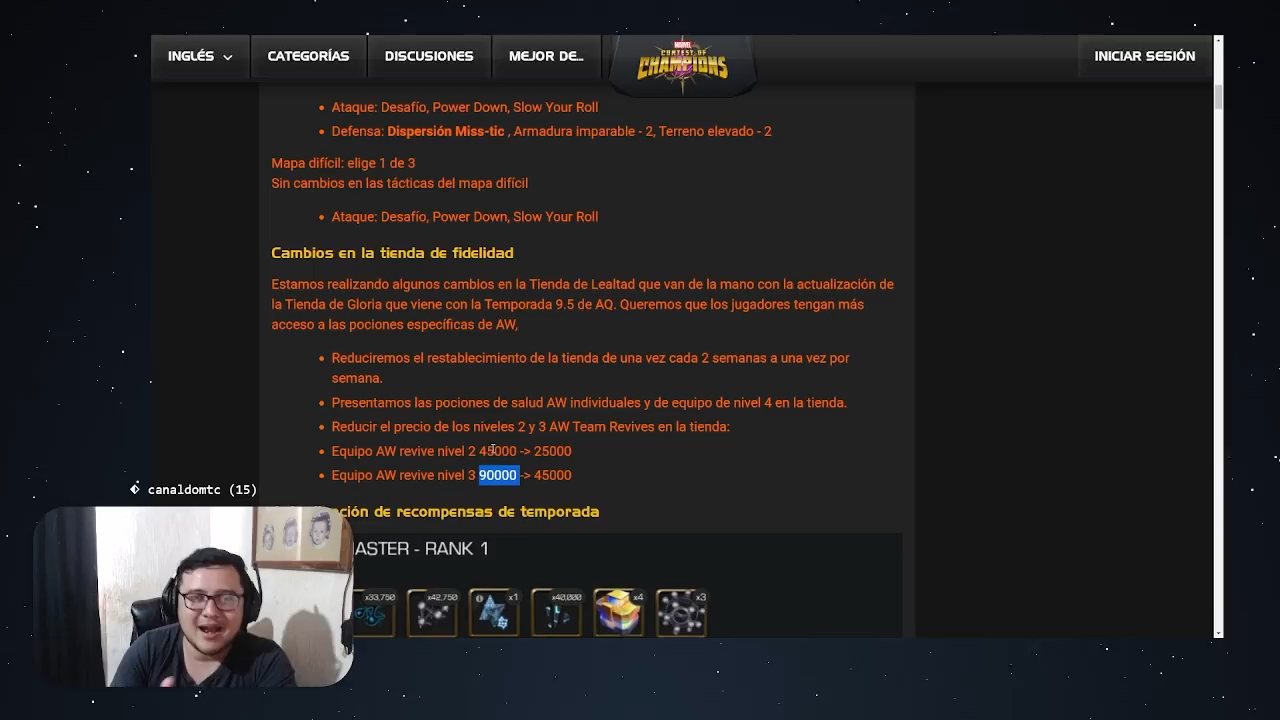 INGLÉS
CATEGORÍAS
DISCUSIONES
MEJOR DE...
MARVEL
CONTEST OF
CHAMPIONS
INICIAR SESIÓN
Ataque: Desafío, Power Down, Slow Your Roll
Defensa: Dispersión Miss-tic , Armadura imparable - 2, Terreno elevado - 2
Mapa difícil: elige 1 de 3
Sin cambios en las tácticas del mapa difícil
Ataque: Desafío, Power Down, Slow Your Roll
Cambios en la tienda de fidelidad
Estamos realizando algunos cambios en la Tienda de Lealtad que van de la mano con la actualización de
la Tienda de Gloria que viene con la Temporada 9.5 de AQ. Queremos que los jugadores tengan más
acceso a las pociones específicas de AW,
Reduciremos el restablecimiento de la tienda de una vez cada 2 semanas a una vez por
semana.
Presentamos las pociones de salud AW individuales y de equipo de nivel 4 en la tienda.
Reducir el precio de los niveles 2 y 3 AW Team Revives en la tienda:
Equipo AW revive nivel 2 45000 -> 25000
Equipo AW revive nivel 3 90000 -> 45000
canaldomtc (15)
ción de recompensas de temporada
ASTER - RANK 1
x33,750
x42,750
x1
x40,000
x4
x3